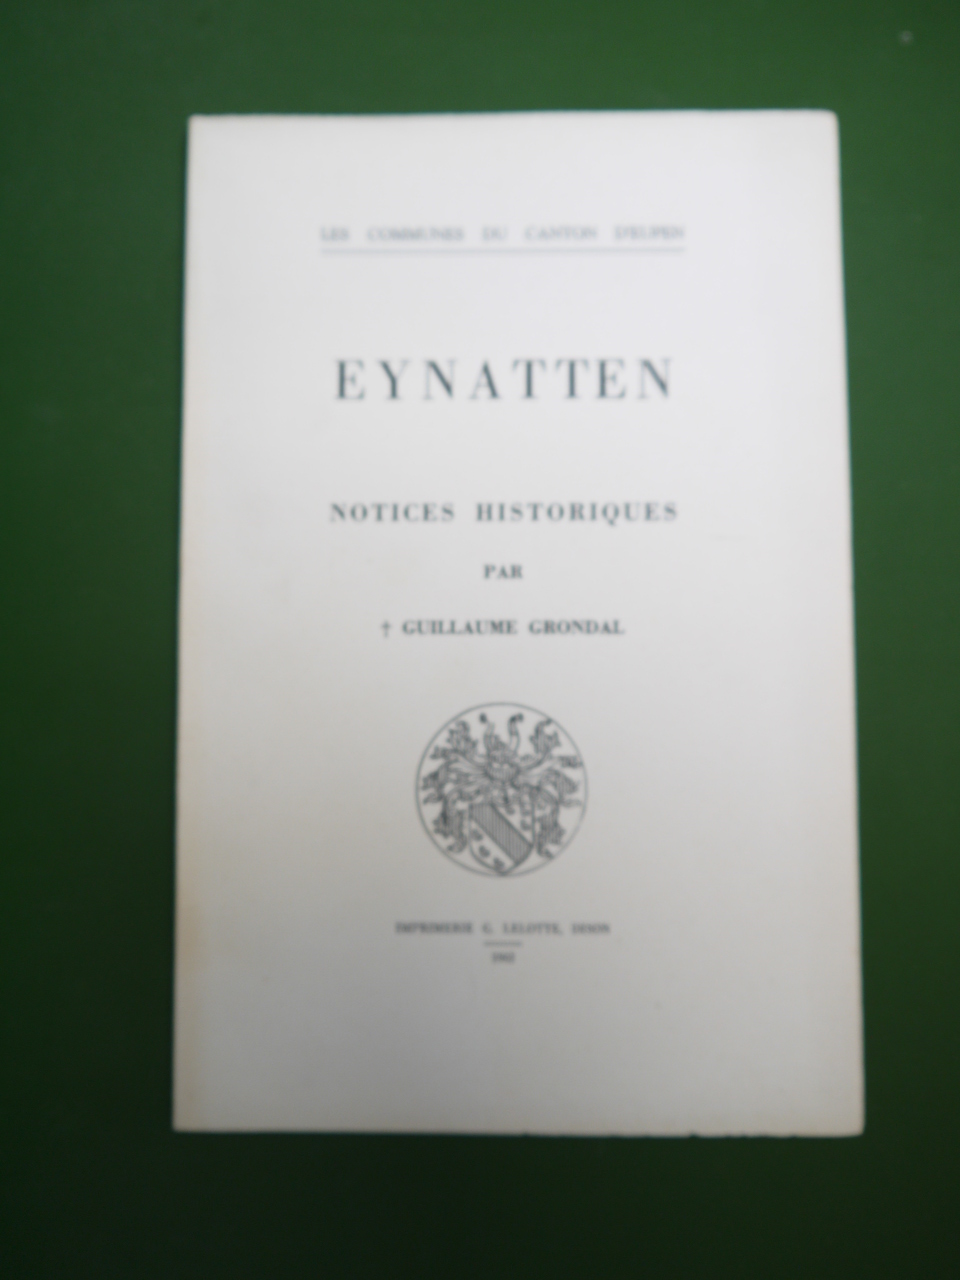 LES COMMUNES DU CANTON D'EUPEN
EYNATTEN
NOTICES HISTORIQUES
PAR
† GUILLAUME GRONDAL
IMPRIMERIE G. LELOTTE, DISON